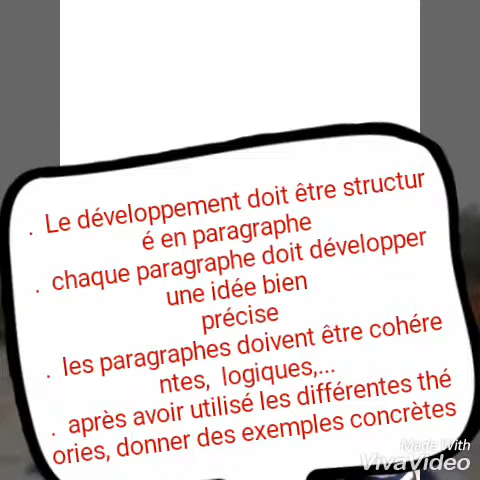 . Le développement doit être structur
é en paragraphe
. chaque paragraphe doit développer
une idée bien
précise
. les paragraphes doivent être cohére
ntes, logiques,...
. après avoir utilisé les différentes thé
ories, donner des exemples concrètes
Made With
VivaVideo